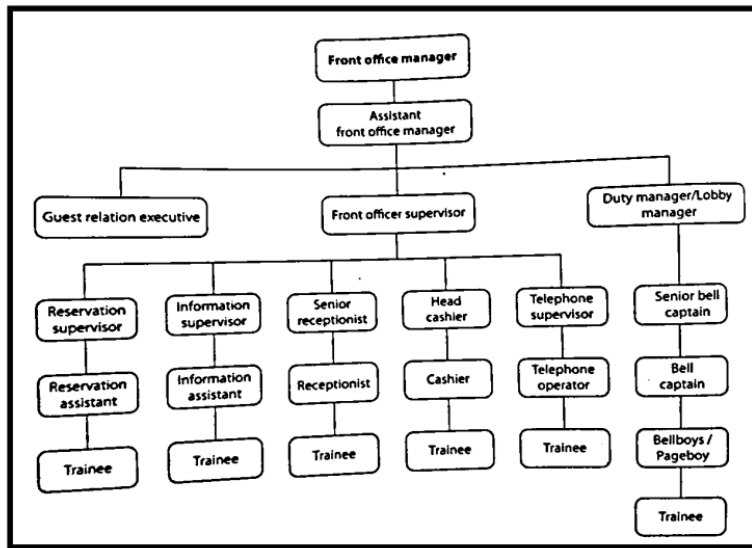 Front office manager
Assistant
front office manager
Guest relation executive
Front officer supervisor
Duty manager/Lobby
manager
Reservation
supervisor
Information
supervisor
Senior
receptionist
Head
cashier
Telephone
supervisor
Senior bell
captain
Reservation
assistant
Information
assistant
Receptionist
Cashier
Telephone
operator
Bell
captain
Trainee
Trainee
Trainee
Trainee
Trainee
Bellboys /
Pageboy
Trainee